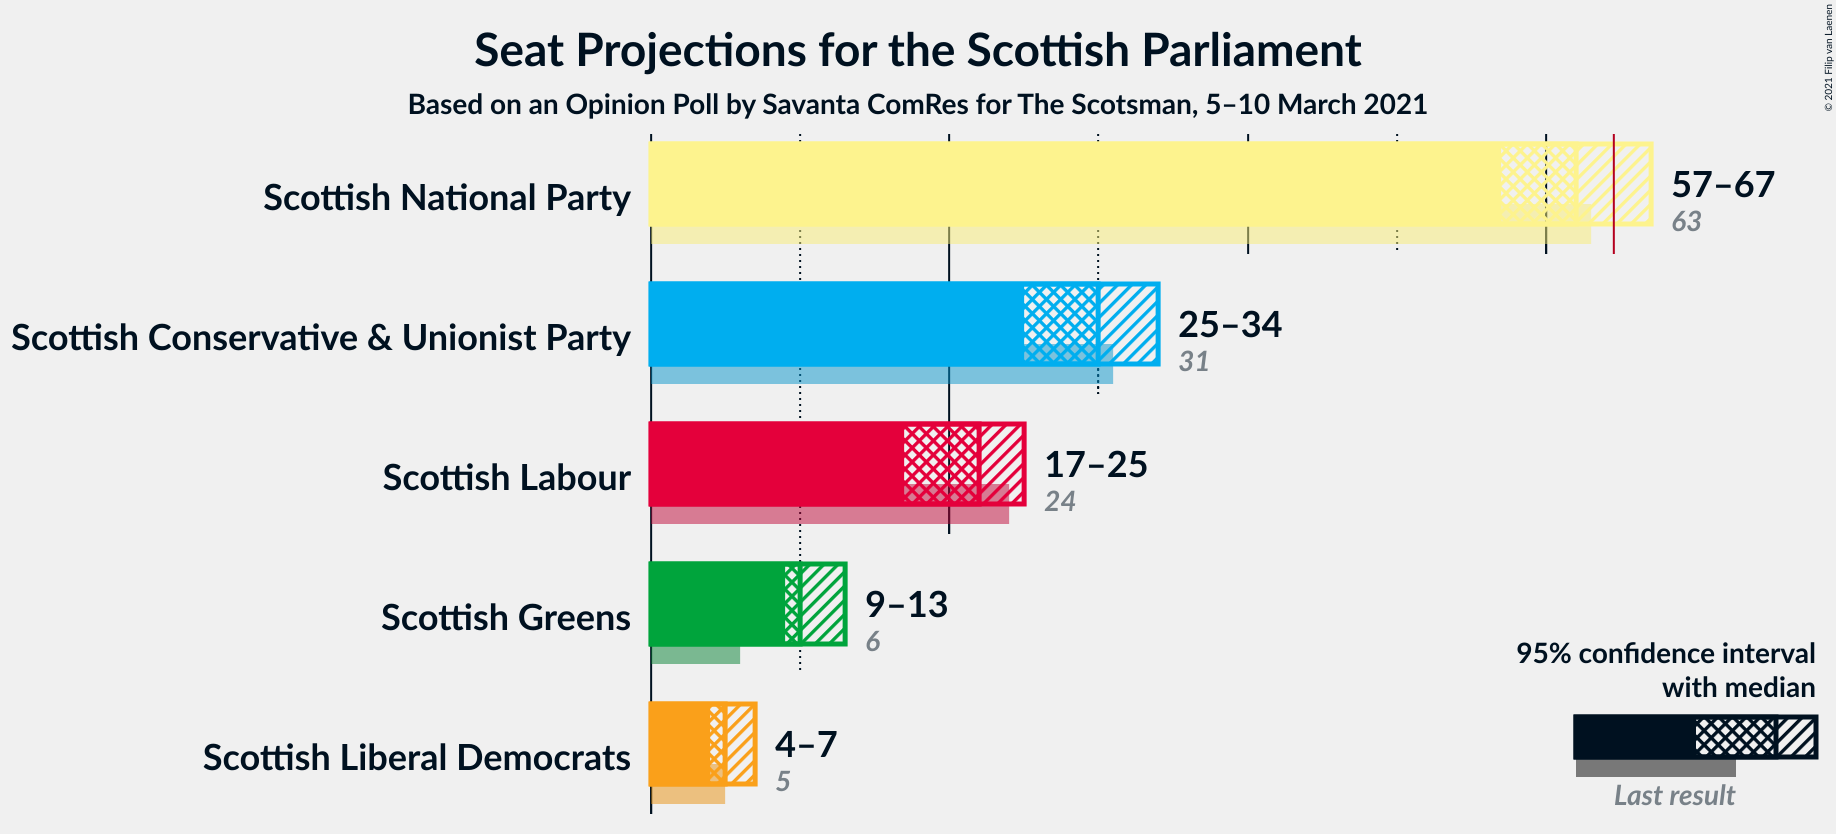 Seat Projections for the Scottish Parliament
Based on an Opinion Poll by Savanta ComRes for The Scotsman, 5–10 March 2021
© 2021 Filip van Laenen
Scottish National Party
57–67
63
Scottish Conservative & Unionist Party
25–34
31
Scottish Labour
17–25
24
Scottish Greens
9–13
6
Scottish Liberal Democrats
4–7
5
95% confidence interval
with median
Last result